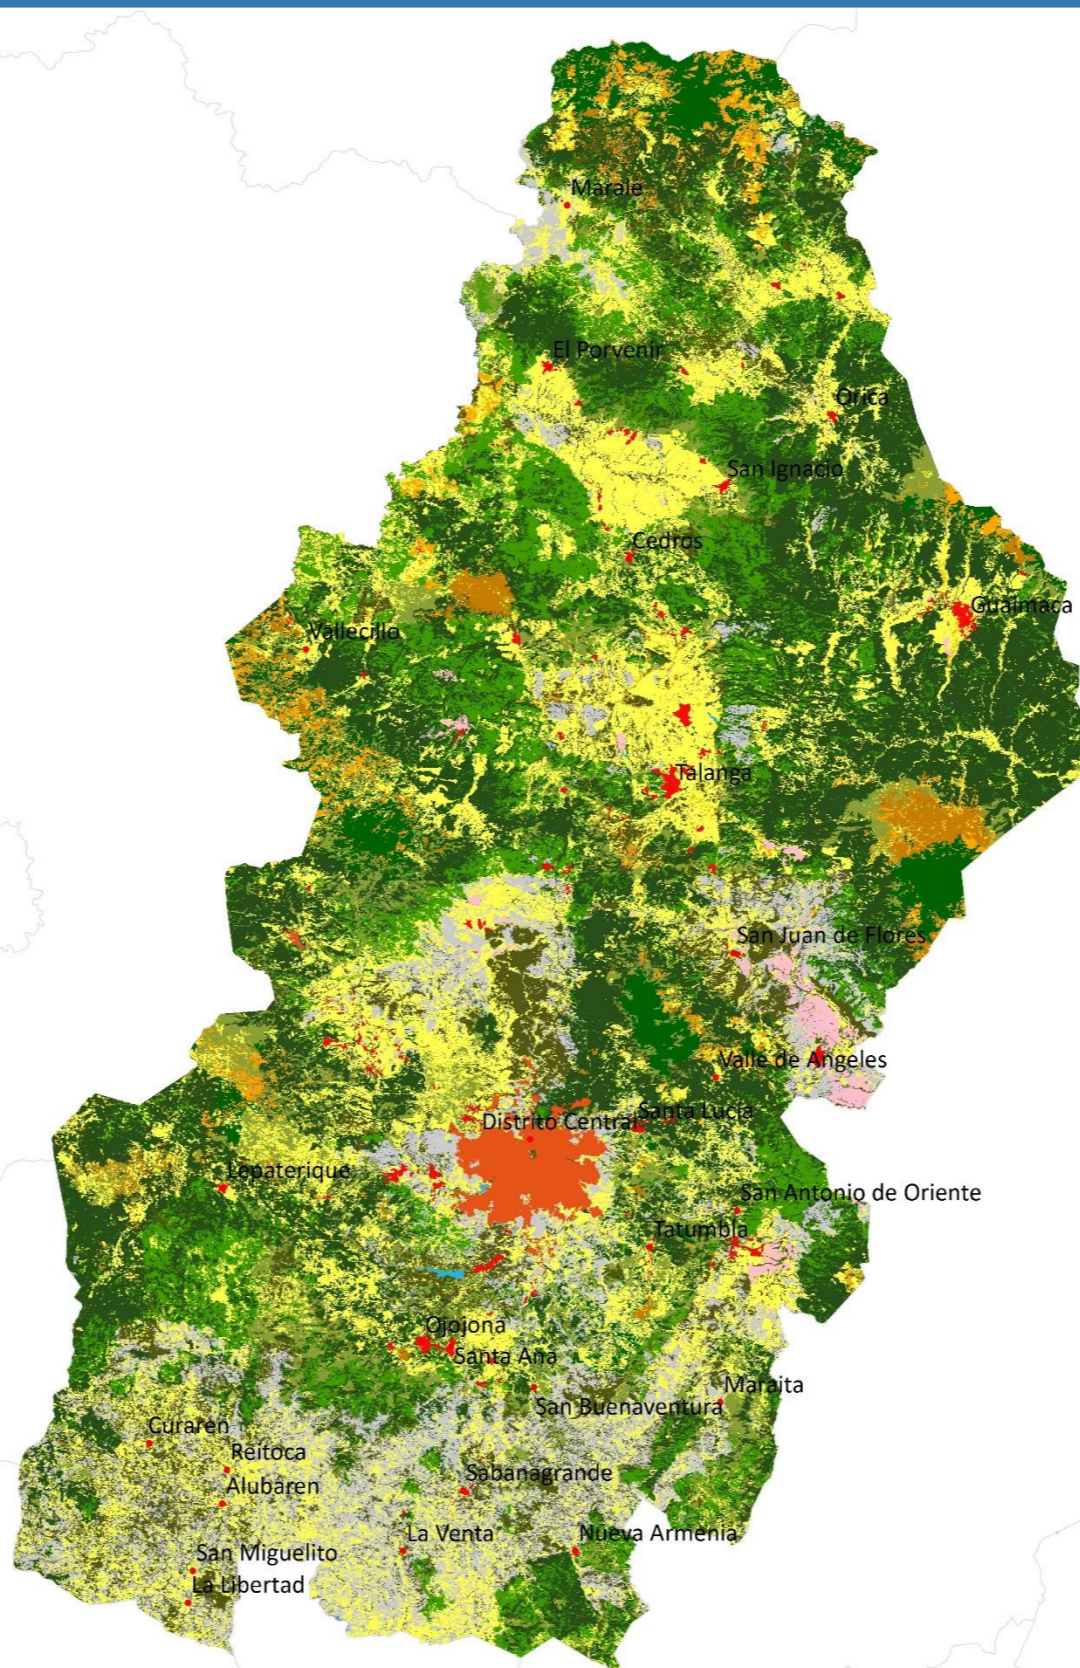 Marale
El Porvenir
Orica
San Ignacio
Cedros
Guaimaca
Vallecillo
Talanga
San Juan de Flores
Valle de Angeles
Santa Lucia
Distrito Central
Lepaterique
San Antonio de Oriente
Tatumbla
Ojojona
Santa Ana
Maraita
San Buenaventura
Curaren
Reitoca
Sabanagrande
Alubaren
La Venta
Nueva Armenia
San Miguelito
La Libertad